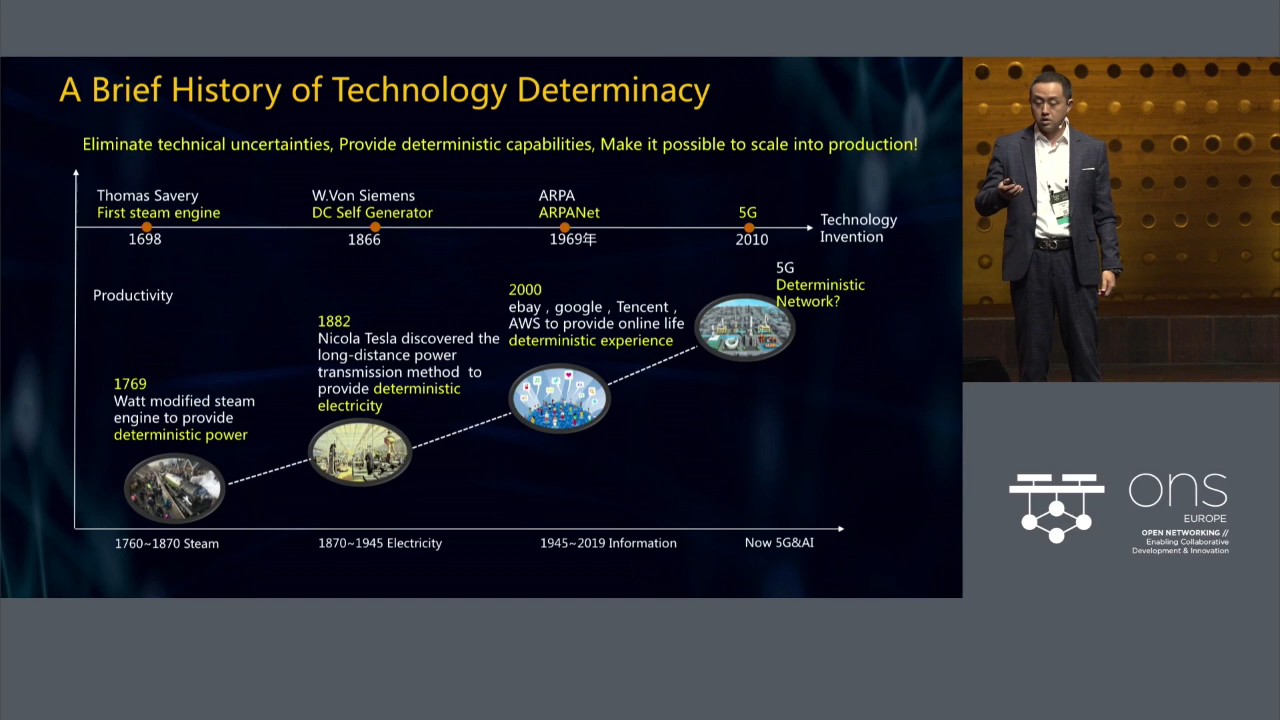 A Brief History of Technology Determinacy
Eliminate technical uncertainties, Provide deterministic capabilities, Make it possible to scale into production!
Thomas Savery
First steam engine
1698
W.Von Siemens
DC Self Generator
1866
ARPA
ARPANet
1969年
5G
2010
Technology
Invention
Productivity
1769
Watt modified steam
engine to provide
deterministic power
1882
Nicola Tesla discovered the
long-distance power
transmission method to
provide deterministic
electricity
2000
ebay , google , Tencent ,
AWS to provide online life
deterministic experience
5G
Deterministic
Network?
1760~1870 Steam
1870~1945 Electricity
1945~2019 Information
Now 5G&AI
ons
EUROPE
OPEN NETWORKING //
Enabling Collaborative
Development & Innovation